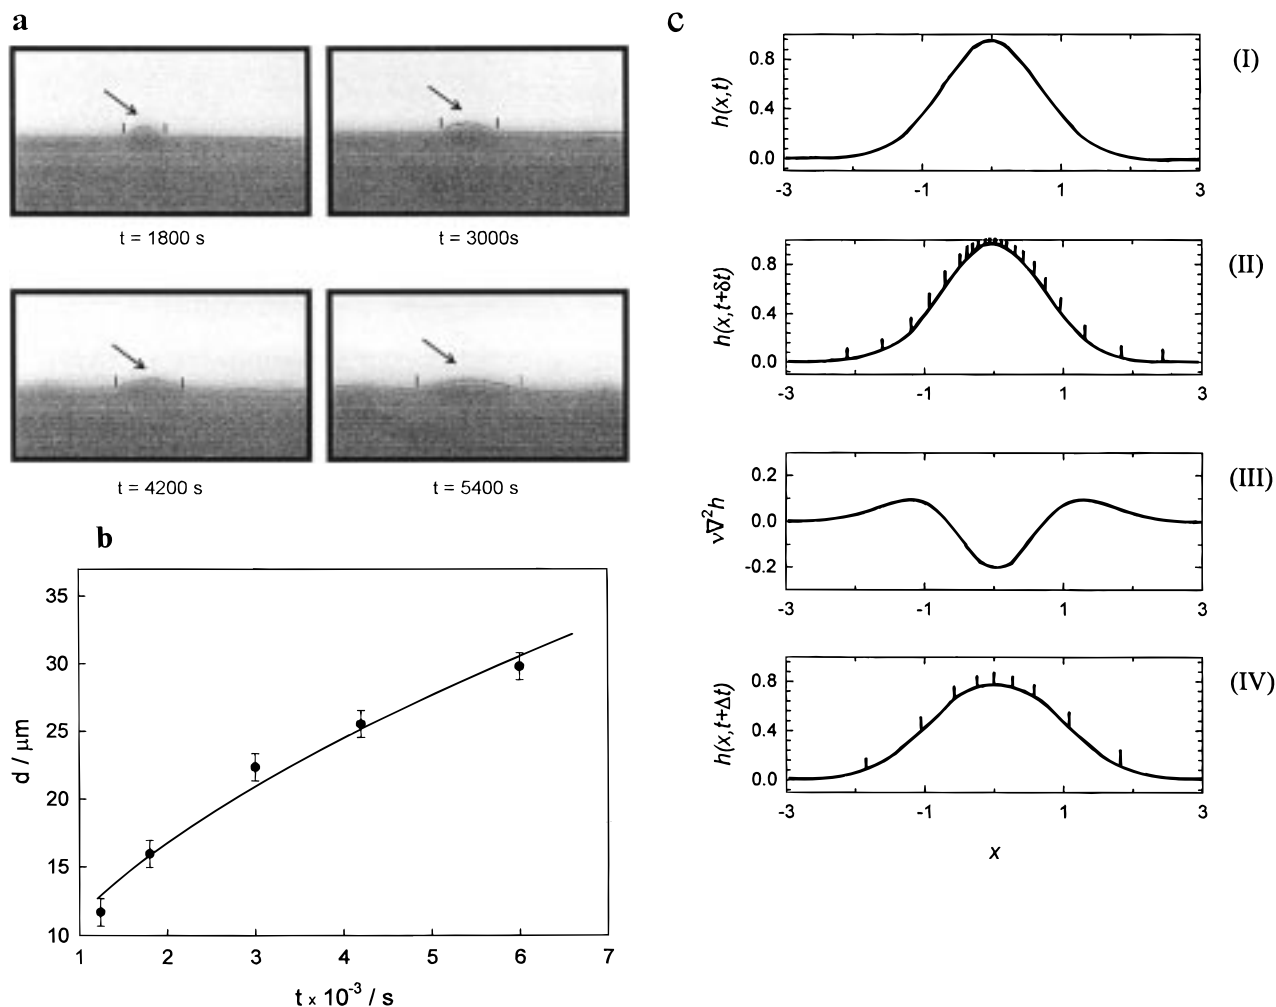 a
t = 1800 s
t = 3000s
t = 4200 s
t = 5400 s
b
35
30
25
20
15
10
d / μm
1 2 3 4 5 6 7
t × 10⁻³ / s
c
(I)
h(x,t)
0.8
0.4
0.0
-3 -1 1 3
(II)
h(x,t+δt)
0.8
0.4
0.0
-3 -1 1 3
(III)
ν∇²h
0.2
0.0
-0.2
-3 -1 1 3
(IV)
h(x,t+Δt)
0.8
0.4
0.0
-3 -1 1 3
x